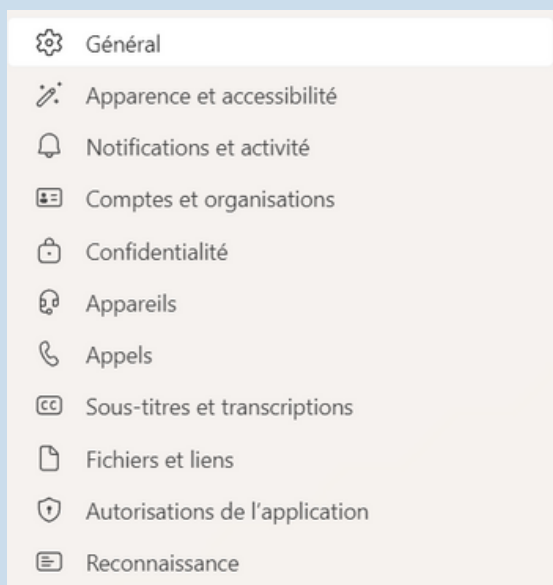 Général
Apparence et accessibilité
Notifications et activité
Comptes et organisations
Confidentialité
Appareils
Appels
CC Sous-titres et transcriptions
Fichiers et liens
Autorisations de l'application
Reconnaissance